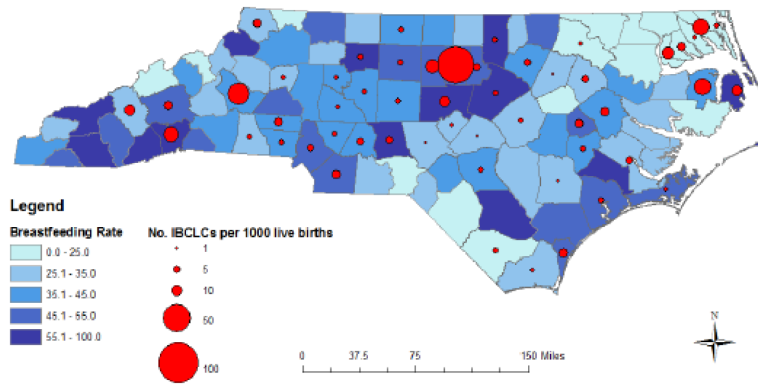 Legend
Breastfeeding Rate
0.0 - 25.0
25.1 - 35.0
35.1 - 45.0
45.1 - 55.0
55.1 - 100.0
No. IBCLCs per 1000 live births
1
5
10
50
100
0 37.5 75 150 Miles
N